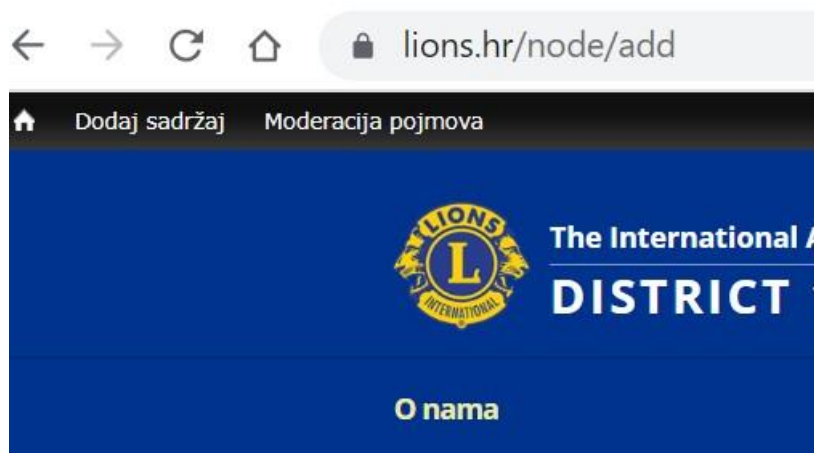 lions.hr/node/add
Dodaj sadržaj Moderacija pojmova
LIONS
L
INTERNATIONAL
The International
DISTRICT
O nama